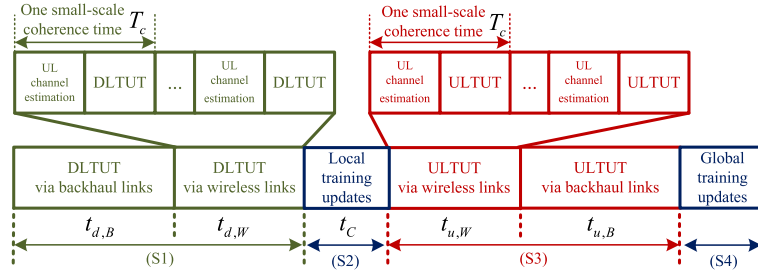 One small-scale
coherence time T_c
One small-scale
coherence time T_c
UL
channel
estimation
DLTUT
...
UL
channel
estimation
DLTUT
UL
channel
estimation
ULTUT
...
UL
channel
estimation
ULTUT
DLTUT
via backhaul links
DLTUT
via wireless links
Local
training
updates
ULTUT
via wireless links
ULTUT
via backhaul links
Global
training
updates
t_{d,B}
t_{d,W}
t_C
t_{u,W}
t_{u,B}
(S1)
(S2)
(S3)
(S4)